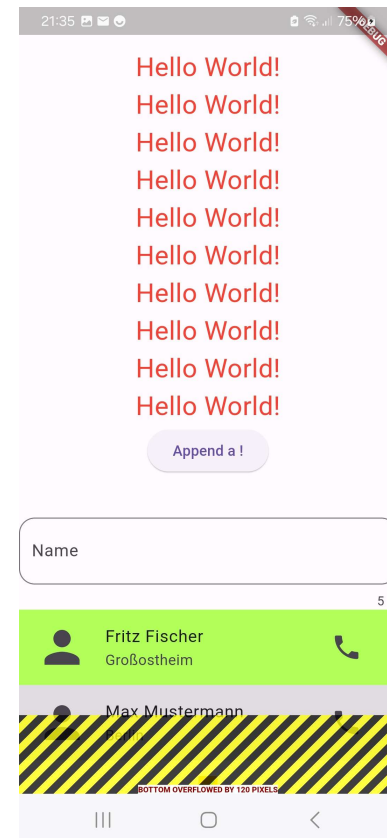 21:35
75%
DEBUG
Hello World!
Hello World!
Hello World!
Hello World!
Hello World!
Hello World!
Hello World!
Hello World!
Hello World!
Hello World!
Append a !
Name
5
Fritz Fischer
Großostheim
Max Mustermann
Berlin
BOTTOM OVERFLOWED BY 120 PIXELS